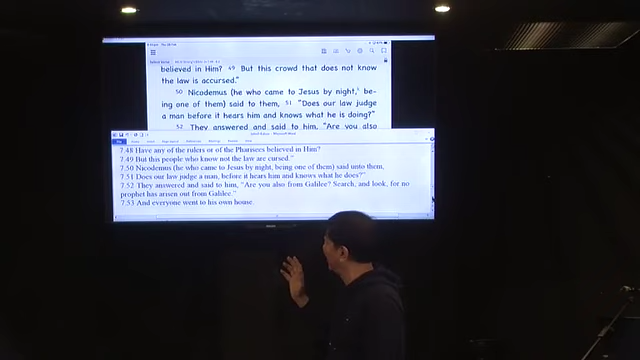 believed in Him? 49 But this crowd that does not know
the law is accursed."
50 Nicodemus (he who came to Jesus by night, be-
ing one of them) said to them, 51 "Does our law judge
a man before it hears him and knows what he is doing?"
52 They answered and said to him, "Are you also
7.48 Have any of the rulers or of the Pharisees believed in Him?
7.49 But this people who know not the law are cursed."
7.50 Nicodemus (he who came to Jesus by night, being one of them) said unto them,
7.51 Does our law judge a man, before it hears him and knows what he does?"
7.52 They answered and said to him, "Are you also from Galilee? Search, and look, for no
prophet has arisen out from Galilee."
7.53 And everyone went to his own house.